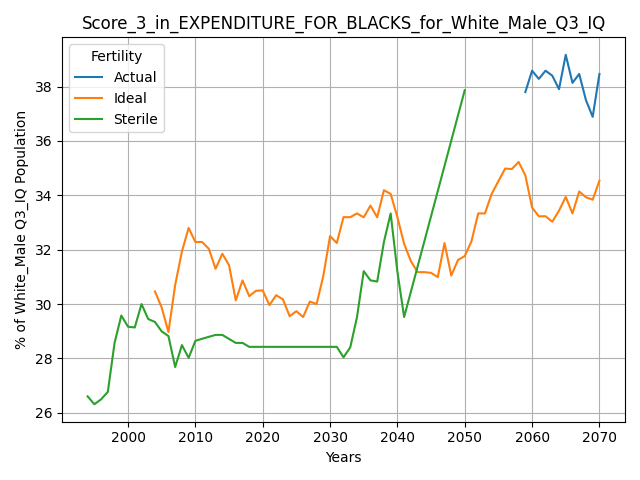 Score_3_in_EXPENDITURE_FOR_BLACKS_for_White_Male_Q3_IQ
Fertility
Actual
Ideal
Sterile
% of White_Male Q3_IQ Population
38
36
34
32
30
28
26
2000
2010
2020
2030
2040
2050
2060
2070
Years